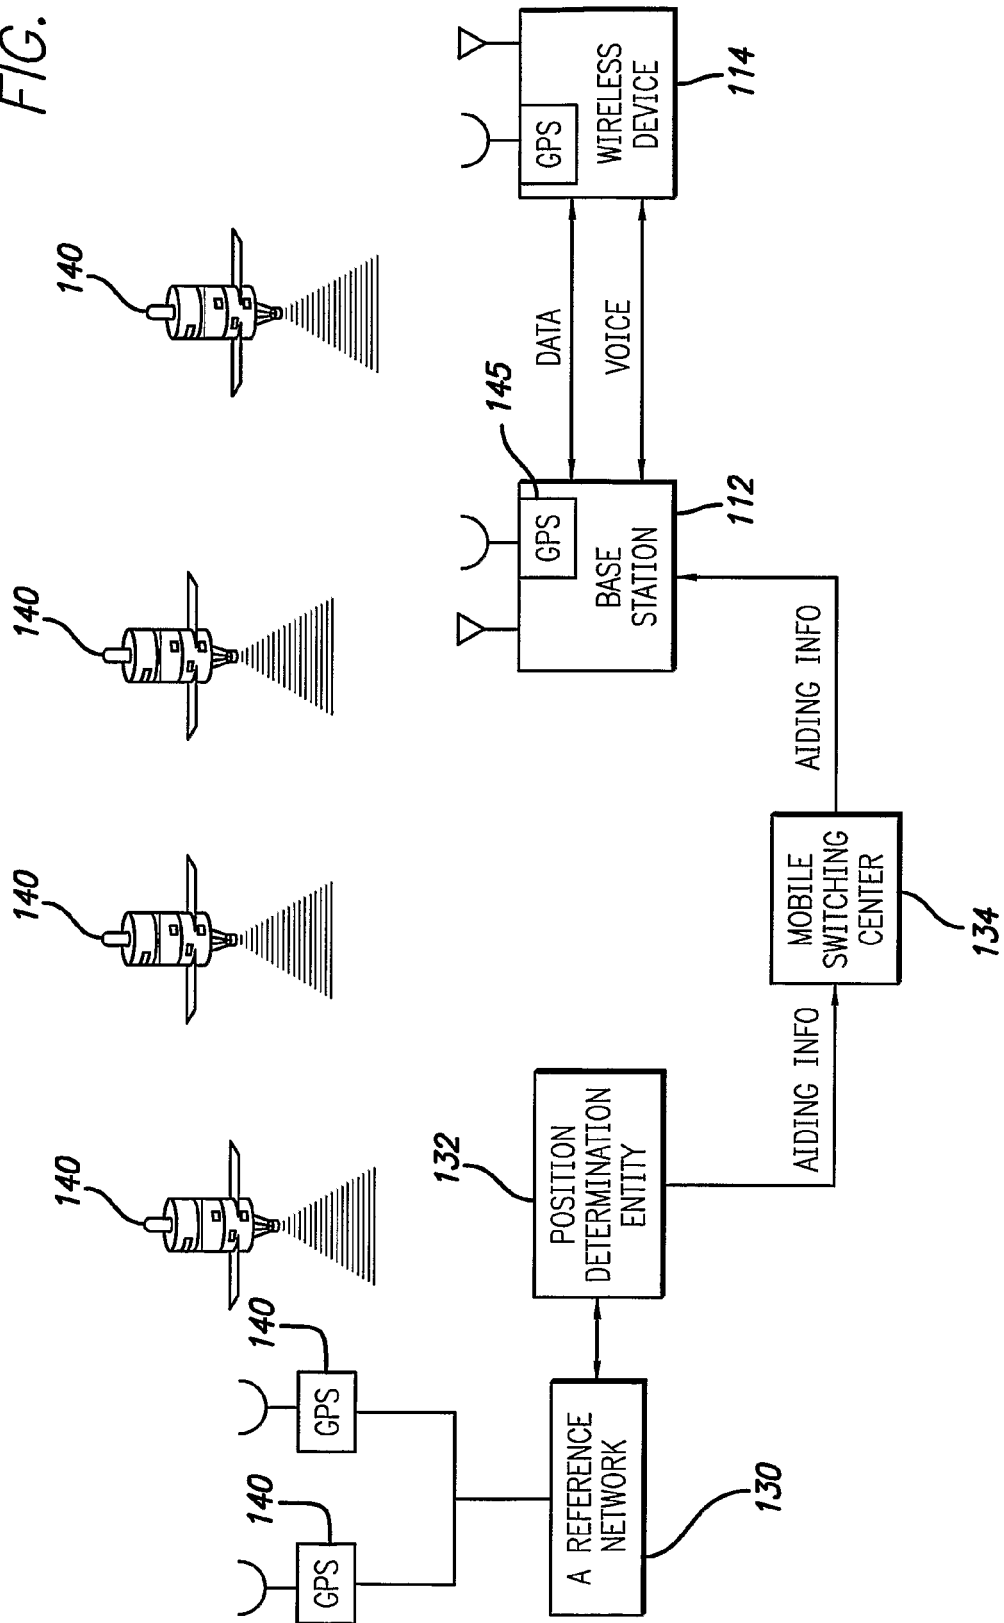 FIG.
140
140
140
140
140
GPS
140
GPS
A REFERENCE
NETWORK
130
132
POSITION
DETERMINATION
ENTITY
AIDING INFO
MOBILE
SWITCHING
CENTER
134
AIDING INFO
145
GPS
BASE
STATION
112
DATA
VOICE
GPS
WIRELESS
DEVICE
114